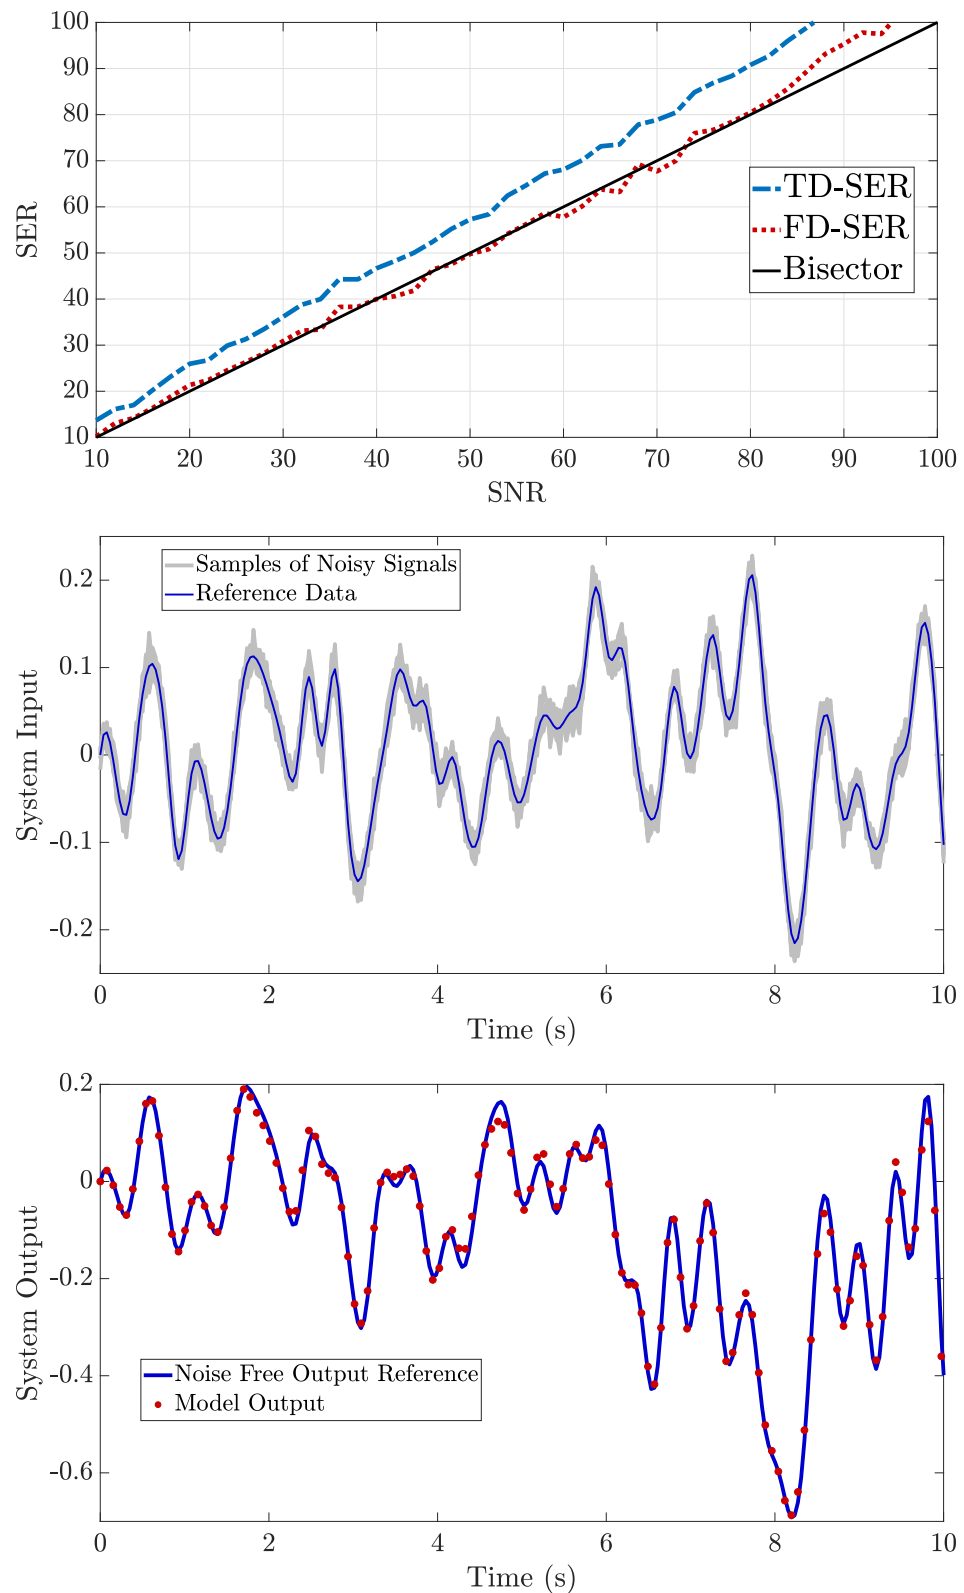 100
90
80
70
60
50
40
30
20
10
SER
TD-SER
FD-SER
Bisector
10 20 30 40 50 60 70 80 90 100
SNR
0.2
0.1
0
-0.1
-0.2
System Input
Samples of Noisy Signals
Reference Data
0 2 4 6 8 10
Time (s)
0.2
0
-0.2
-0.4
-0.6
System Output
Noise Free Output Reference
Model Output
0 2 4 6 8 10
Time (s)